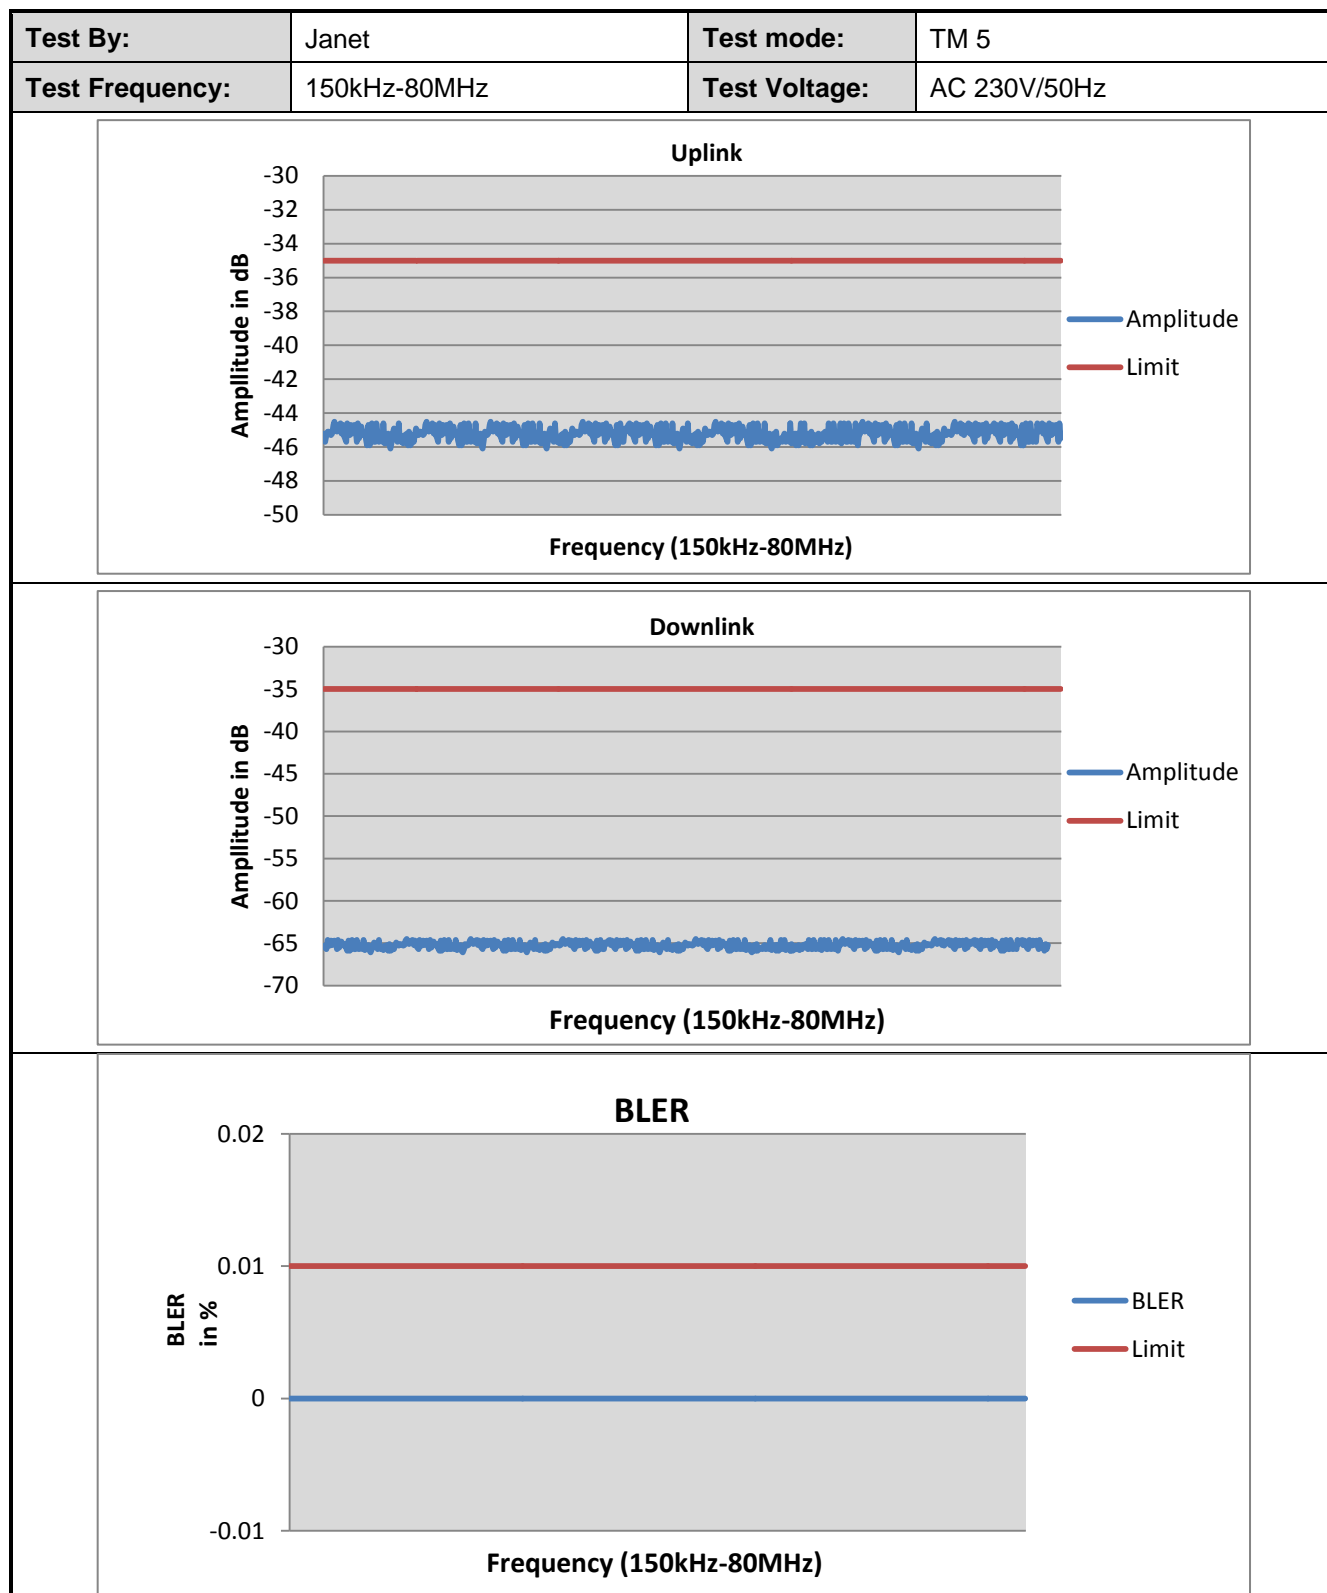 Test By: Janet Test mode: TM 5
Test Frequency: 150kHz-80MHz Test Voltage: AC 230V/50Hz
Uplink
-30
-32
-34
-36
-38
-40
-42
-44
-46
-48
-50
Ampllitude in dB
Amplitude
Limit
Frequency (150kHz-80MHz)
Downlink
-30
-35
-40
-45
-50
-55
-60
-65
-70
Ampllitude in dB
Amplitude
Limit
Frequency (150kHz-80MHz)
BLER
0.02
0.01
0
-0.01
BLER
in %
BLER
Limit
Frequency (150kHz-80MHz)